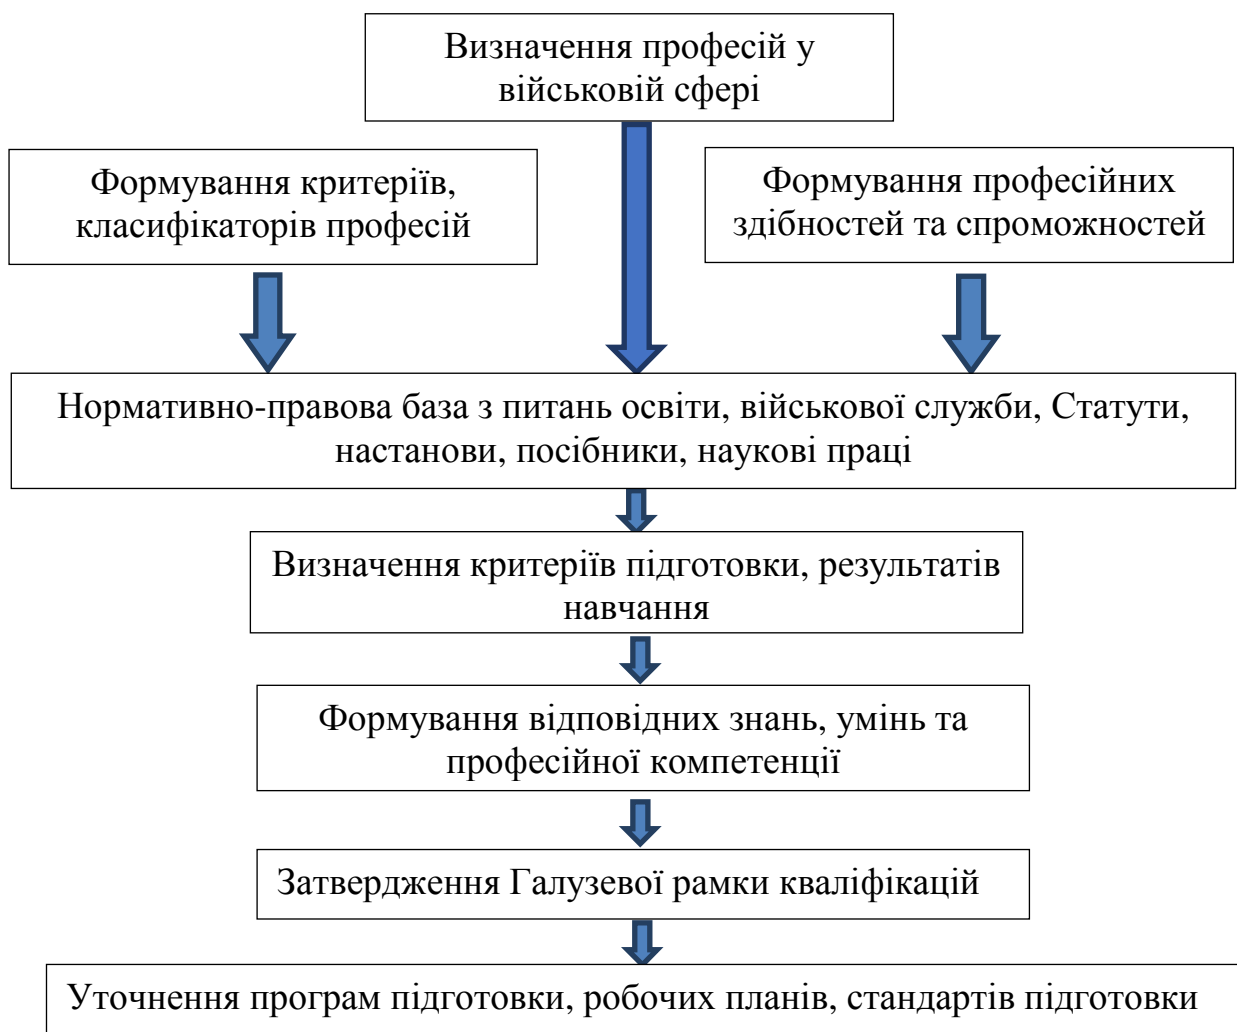 Визначення професій у
військовій сфері
Формування критеріїв,
класифікаторів професій
Формування професійних
здібностей та спроможностей
Нормативно-правова база з питань освіти, військової служби, Статути,
настанови, посібники, наукові праці
Визначення критеріїв підготовки, результатів
навчання
Формування відповідних знань, умінь та
професійної компетенції
Затвердження Галузевої рамки кваліфікацій
Уточнення програм підготовки, робочих планів, стандартів підготовки